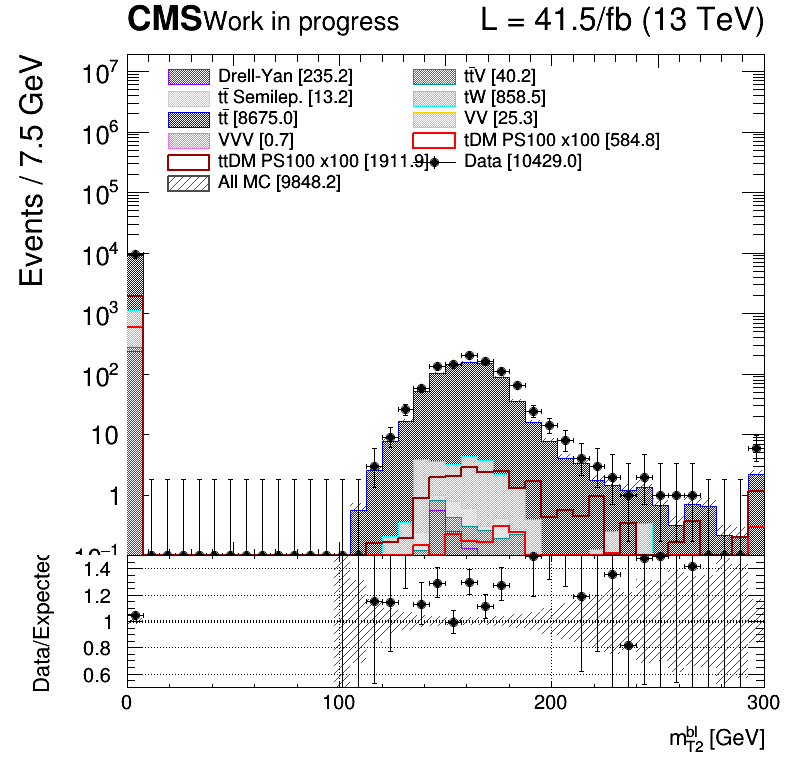 CMS Work in progress L = 41.5/fb (13 TeV)
Events / 7.5 GeV
10⁷
10⁶
10⁵
10⁴
10³
10²
10
1
10⁻¹
Drell-Yan [235.2]
tt̄V [40.2]
tt̄ Semilep. [13.2]
tW [858.5]
tt̄ [8675.0]
VV [25.3]
VVV [0.7]
tDM PS100 x100 [584.8]
ttDM PS100 x100 [1911.9]
Data [10429.0]
All MC [9848.2]
Data/Expected
1.4
1.2
1
0.8
0.6
0 100 200 300
m_T2^bl [GeV]